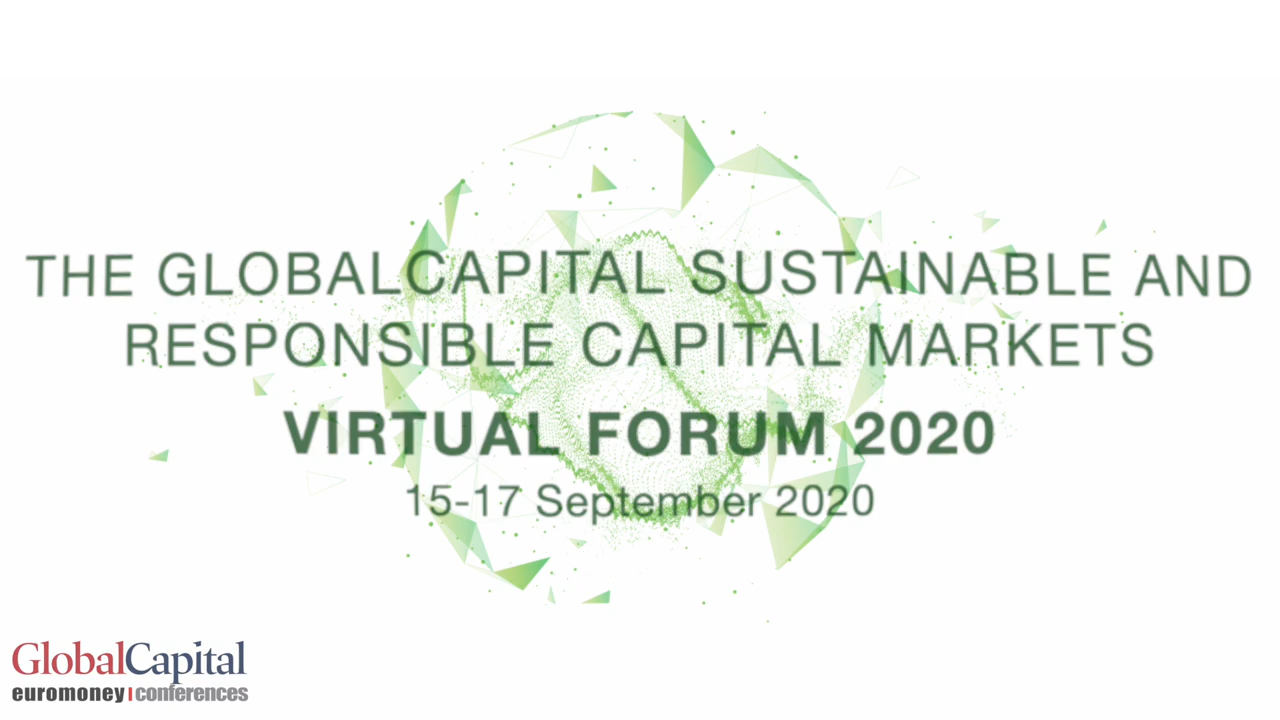 THE GLOBALCAPITAL SUSTAINABLE AND
RESPONSIBLE CAPITAL MARKETS
VIRTUAL FORUM 2020
15-17 September 2020
GlobalCapital
euromoney conferences